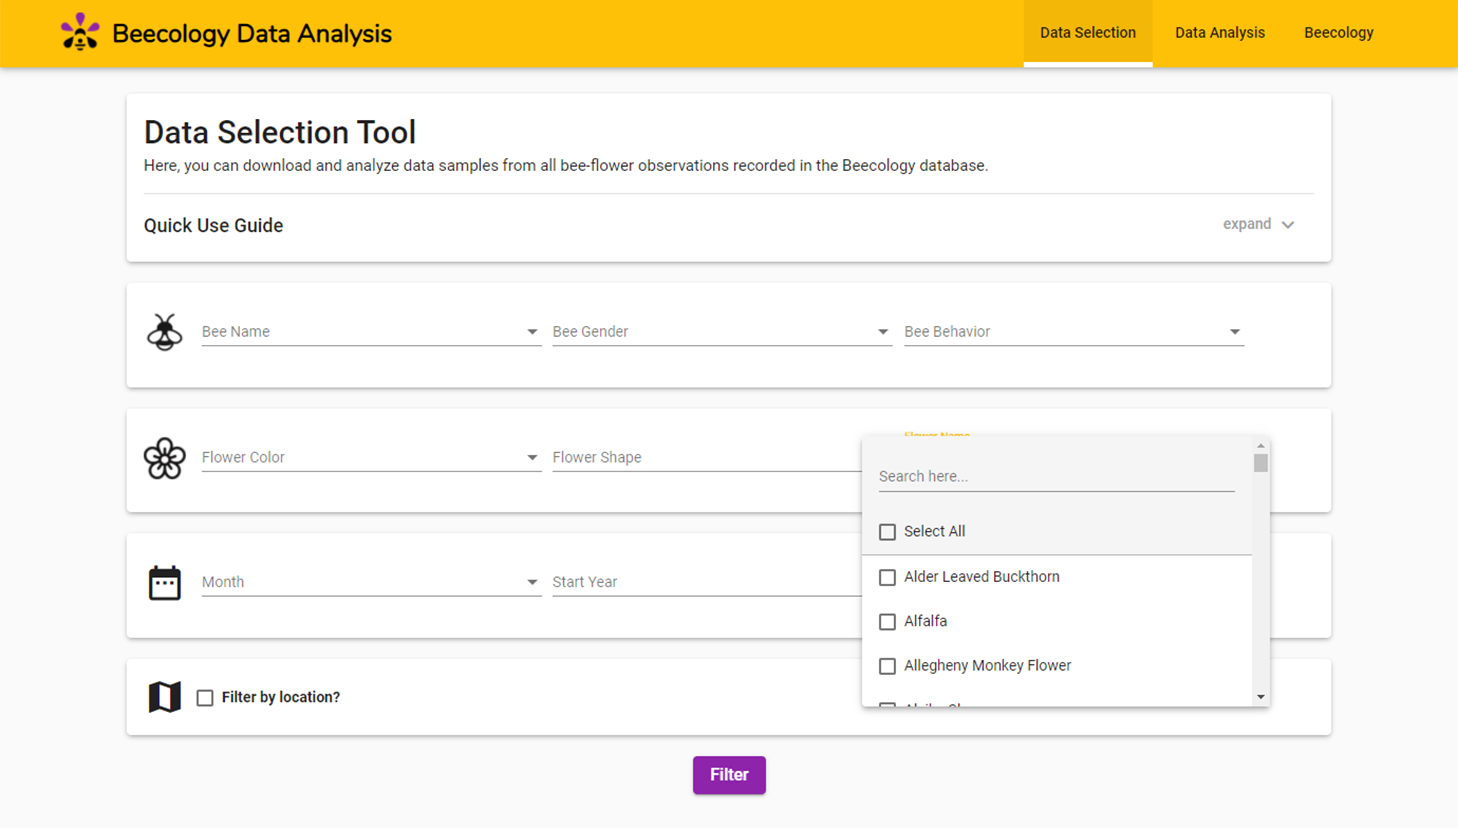 Beecology Data Analysis
Data Selection
Data Analysis
Beecology
Data Selection Tool
Here, you can download and analyze data samples from all bee-flower observations recorded in the Beecology database.
Quick Use Guide
expand
Bee Name
Bee Gender
Bee Behavior
Flower Color
Flower Shape
Flower Name
Search here...
Select All
Alder Leaved Buckthorn
Alfalfa
Allegheny Monkey Flower
Month
Start Year
Filter by location?
Filter